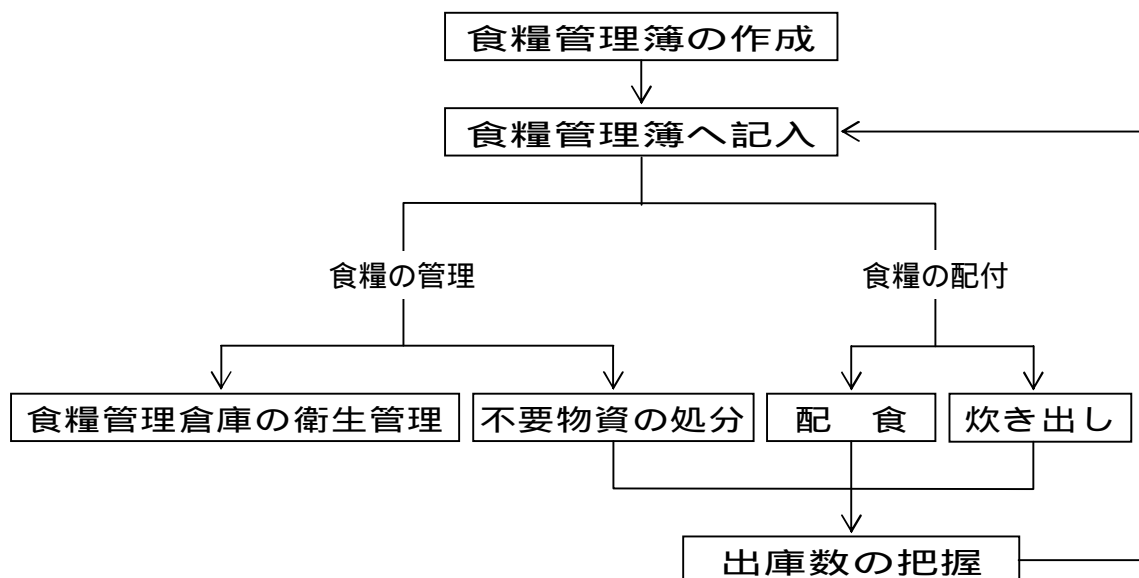 食糧管理簿の作成
食糧管理簿へ記入
食糧の管理
食糧の配付
食糧管理倉庫の衛生管理
不要物資の処分
配　食
炊き出し
出庫数の把握